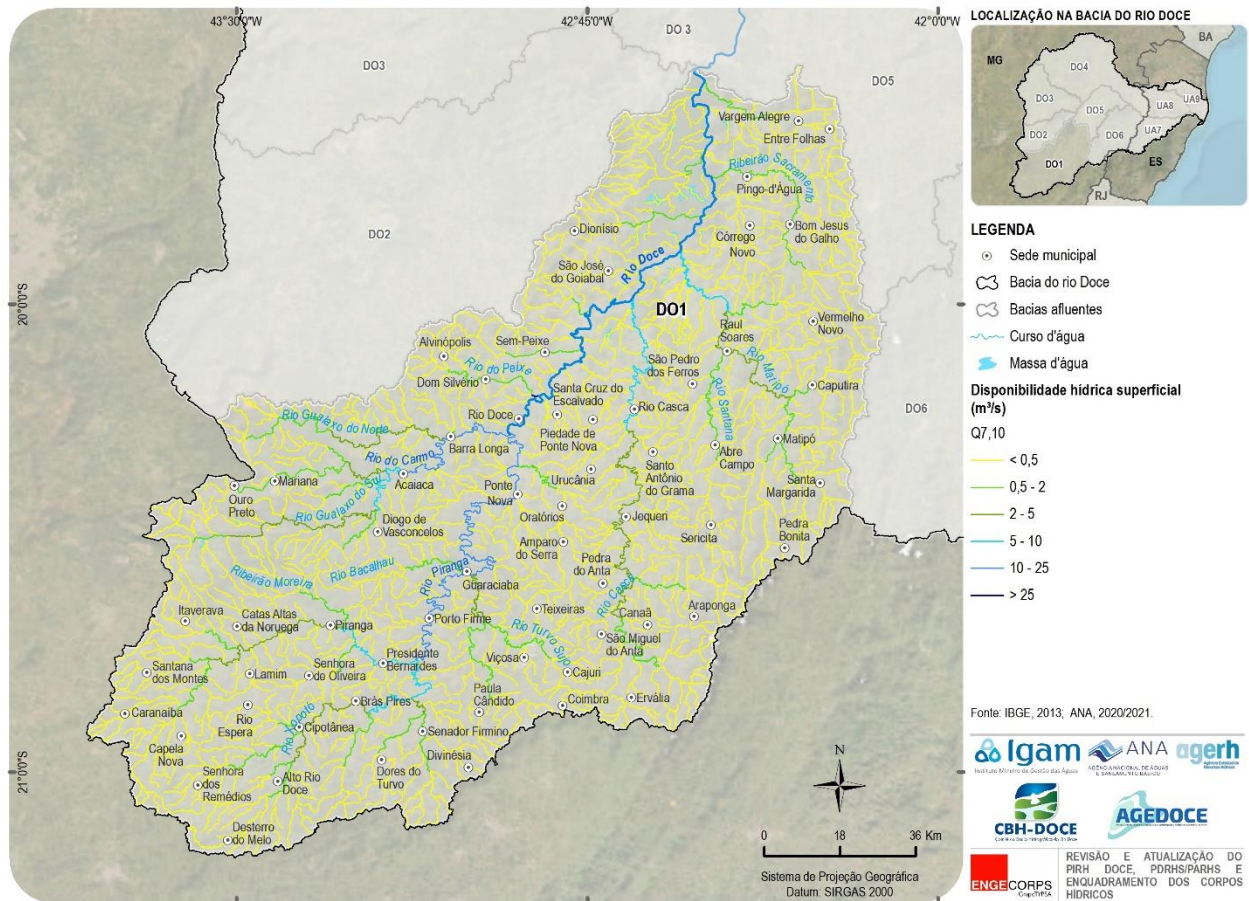 43°30'0"W
42°45'0"W
42°0'0"W
20°0'0"S
21°0'0"S
DO 3
DO3
DO5
DO2
DO6
DO1
Vargem Alegre
Entre Folhas
Ribeirão Sacramento
Pingo-d'Água
Dionísio
Córrego
Novo
Bom Jesus
do Galho
São José
do Goiabal
Rio Doce
Vermelho
Novo
Raul
Soares
Alvinópolis
Sem-Peixe
São Pedro
dos Ferros
Rio Matipó
Rio do Peixe
Dom Silvério
Santa Cruz do
Escalvado
Caputira
Rio Santana
Rio Doce
Rio Casca
Rio Gualaxo do Norte
Piedade de
Ponte Nova
Barra Longa
Abre
Campo
Matipó
Rio do Carmo
Acaiaca
Santo
Antônio
do Grama
Mariana
Ouro
Preto
Urucânia
Santa
Margarida
Ponte
Nova
Rio Gualaxo do Sul
Oratórios
Jequeri
Diogo de
Vasconcelos
Sericita
Pedra
Bonita
Amparo
do Serra
Pedra
do Anta
Rio Bacalhau
Rio Piranga
Ribeirão Moreira
Guaraciaba
Rio Casca
Itaverava
Catas Altas
da Noruega
Piranga
Porto Firme
Teixeiras
Canaã
Araponga
Rio Turvo Sujo
São Miguel
do Anta
Santana
dos Montes
Lamim
Senhora
de Oliveira
Presidente
Bernardes
Viçosa
Cajuri
Caranaíba
Rio
Espera
Brás Pires
Paula
Cândido
Coimbra
Ervália
Rio Xopotó
Cipotânea
Capela
Nova
Senador Firmino
Divinésia
Senhora
dos
Remédios
Alto Rio
Doce
Dores do
Turvo
Desterro
do Melo
N
0 18 36 Km
Sistema de Projeção Geográfica
Datum: SIRGAS 2000
LOCALIZAÇÃO NA BACIA DO RIO DOCE
BA
MG
DO4
DO3
DO5
UA8
UA9
DO2
DO6
UA7
DO1
ES
RJ
LEGENDA
Sede municipal
Bacia do rio Doce
Bacias afluentes
Curso d'água
Massa d'água
Disponibilidade hídrica superficial
(m³/s)
Q7,10
< 0,5
0,5 - 2
2 - 5
5 - 10
10 - 25
> 25
Fonte: IBGE, 2013; ANA, 2020/2021.
Igam
Instituto Mineiro de Gestão das Águas
ANA
AGÊNCIA NACIONAL DE ÁGUAS
E SANEAMENTO BÁSICO
agerh
CBH-DOCE
AGEDOCE
ENGECORPS
GrupoTYPSA
REVISÃO E ATUALIZAÇÃO DO
PIRH DOCE, PDRHS/PARHS E
ENQUADRAMENTO DOS CORPOS
HÍDRICOS